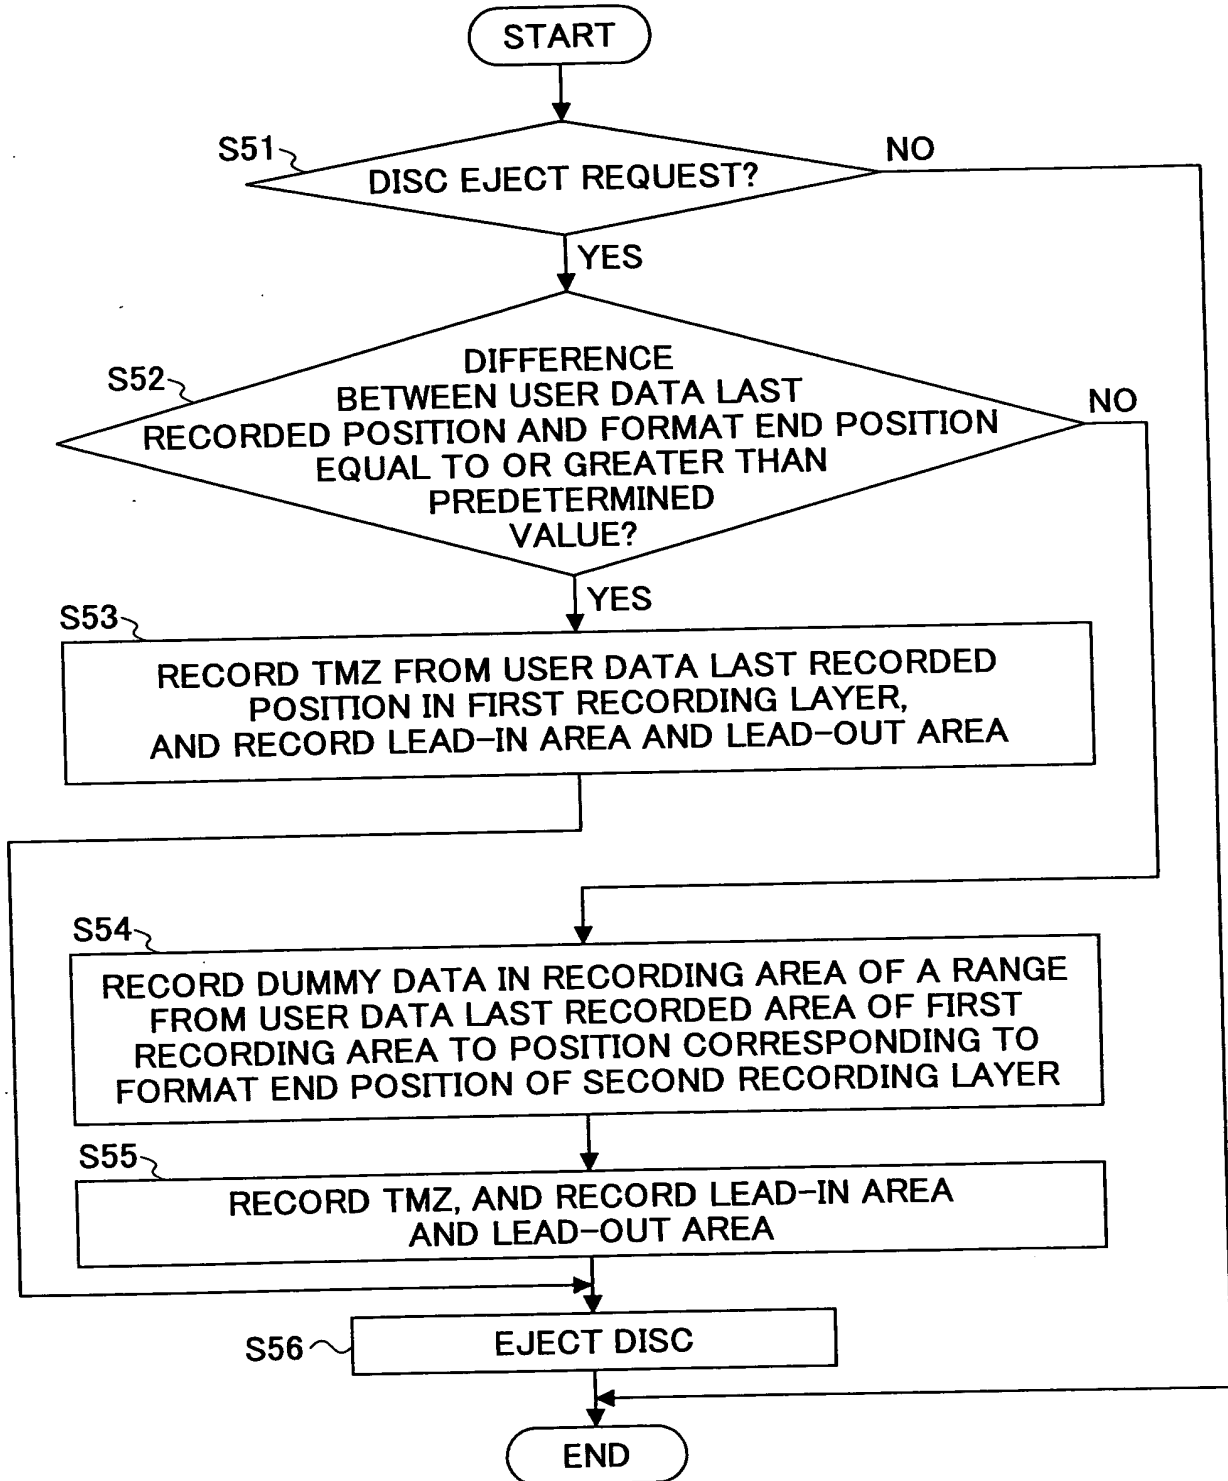 START
S51
DISC EJECT REQUEST?
NO
YES
S52
DIFFERENCE
BETWEEN USER DATA LAST
RECORDED POSITION AND FORMAT END POSITION
EQUAL TO OR GREATER THAN
PREDETERMINED
VALUE?
NO
YES
S53
RECORD TMZ FROM USER DATA LAST RECORDED
POSITION IN FIRST RECORDING LAYER,
AND RECORD LEAD-IN AREA AND LEAD-OUT AREA
S54
RECORD DUMMY DATA IN RECORDING AREA OF A RANGE
FROM USER DATA LAST RECORDED AREA OF FIRST
RECORDING AREA TO POSITION CORRESPONDING TO
FORMAT END POSITION OF SECOND RECORDING LAYER
S55
RECORD TMZ, AND RECORD LEAD-IN AREA
AND LEAD-OUT AREA
S56
EJECT DISC
END